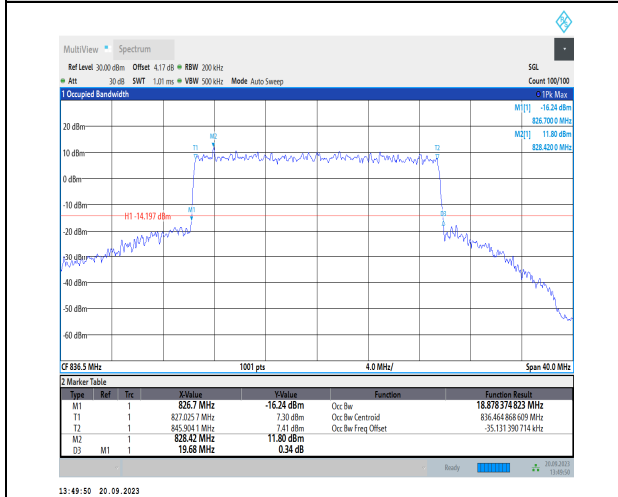 MultiView Spectrum
Ref Level 30.00 dBm Offset 4.17 dB RBW 200 kHz SGL
Att 30 dB SWT 1.01 ms VBW 500 kHz Mode Auto Sweep Count 100/100
1 Occupied Bandwidth 1Pk Max
M1[1] -16.24 dBm
826.7000 MHz
M2[1] 11.80 dBm
828.4200 MHz
20 dBm
M2
T1 T2
10 dBm
0 dBm
-10 dBm
M1
D3
H1 -14.197 dBm
-20 dBm
-30 dBm
-40 dBm
-50 dBm
-60 dBm
CF 836.5 MHz 1001 pts 4.0 MHz/ Span 40.0 MHz
2 Marker Table
Type Ref Trc X-Value Y-Value Function Function Result
M1 1 826.7 MHz -16.24 dBm Occ Bw 18.878 374 823 MHz
T1 1 827.025 7 MHz 7.30 dBm Occ Bw Centroid 836.464 868 609 MHz
T2 1 845.904 1 MHz 7.41 dBm Occ Bw Freq Offset -35.131 390 714 kHz
M2 1 828.42 MHz 11.80 dBm
D3 M1 1 19.68 MHz 0.34 dB
Ready 20.09.2023
13:49:50
13:49:50 20.09.2023